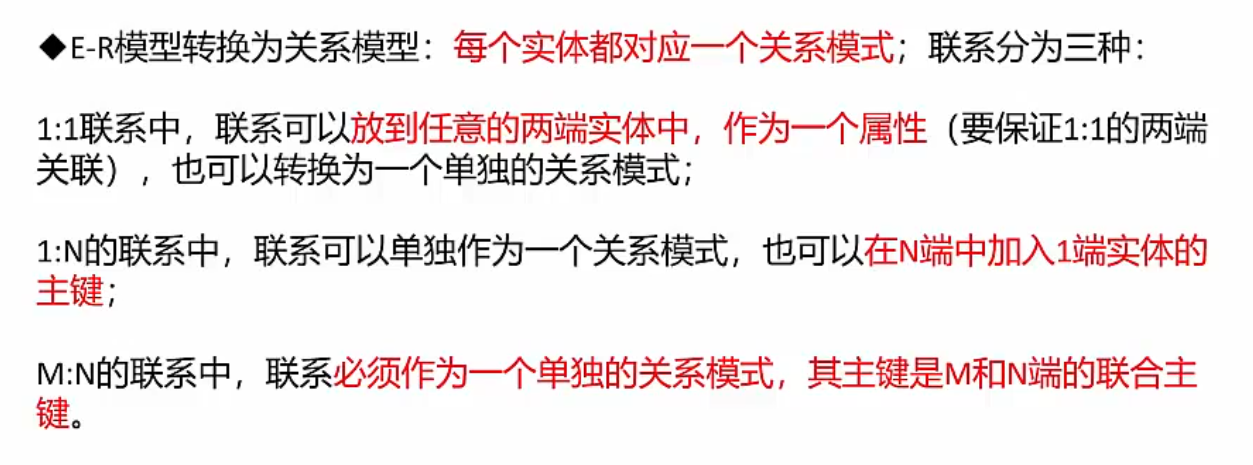 ◆E-R模型转换为关系模型：每个实体都对应一个关系模式；联系分为三种：
1:1联系中，联系可以放到任意的两端实体中，作为一个属性（要保证1:1的两端
关联），也可以转换为一个单独的关系模式；
1:N的联系中，联系可以单独作为一个关系模式，也可以在N端中加入1端实体的
主键；
M:N的联系中，联系必须作为一个单独的关系模式，其主键是M和N端的联合主
键。